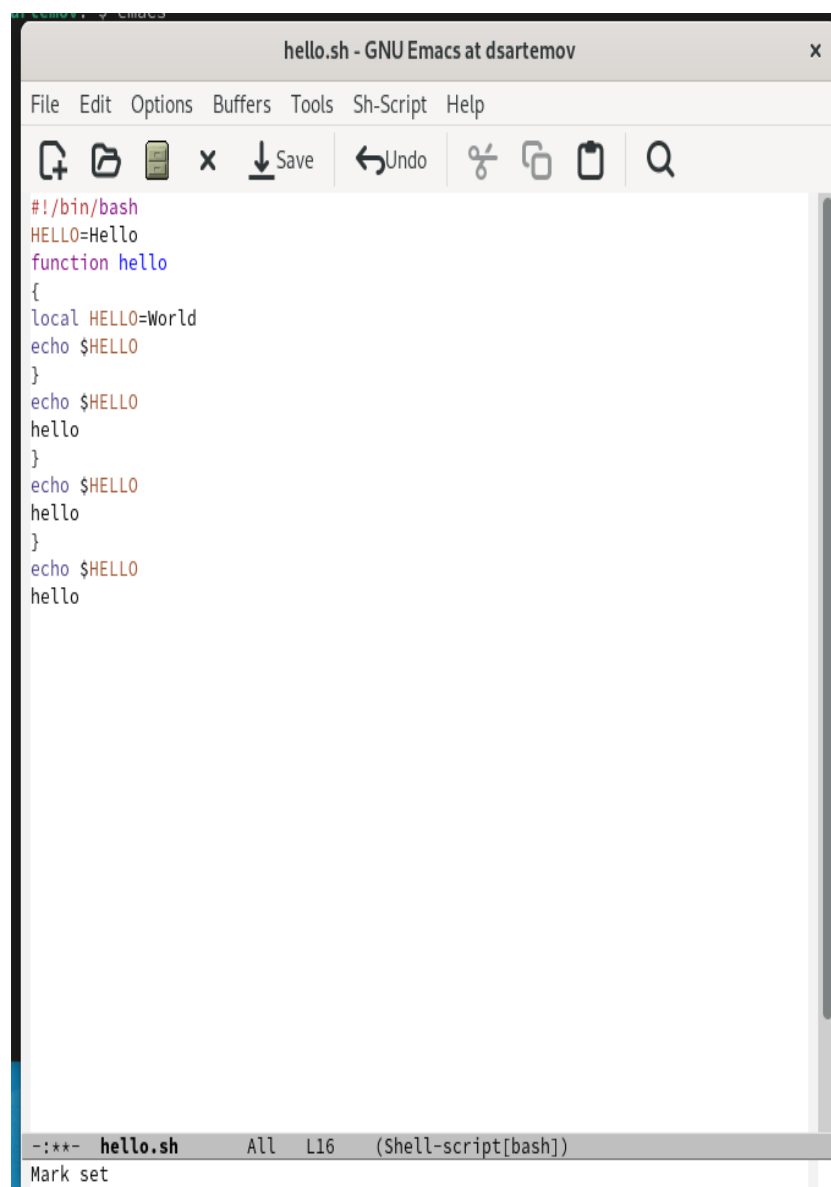 hello.sh - GNU Emacs at dsartemov
File Edit Options Buffers Tools Sh-Script Help
Save Undo
#!/bin/bash
HELLO=Hello
function hello
{
local HELLO=World
echo $HELLO
}
echo $HELLO
hello
}
echo $HELLO
hello
}
echo $HELLO
hello
-:**- hello.sh All L16 (Shell-script[bash])
Mark set